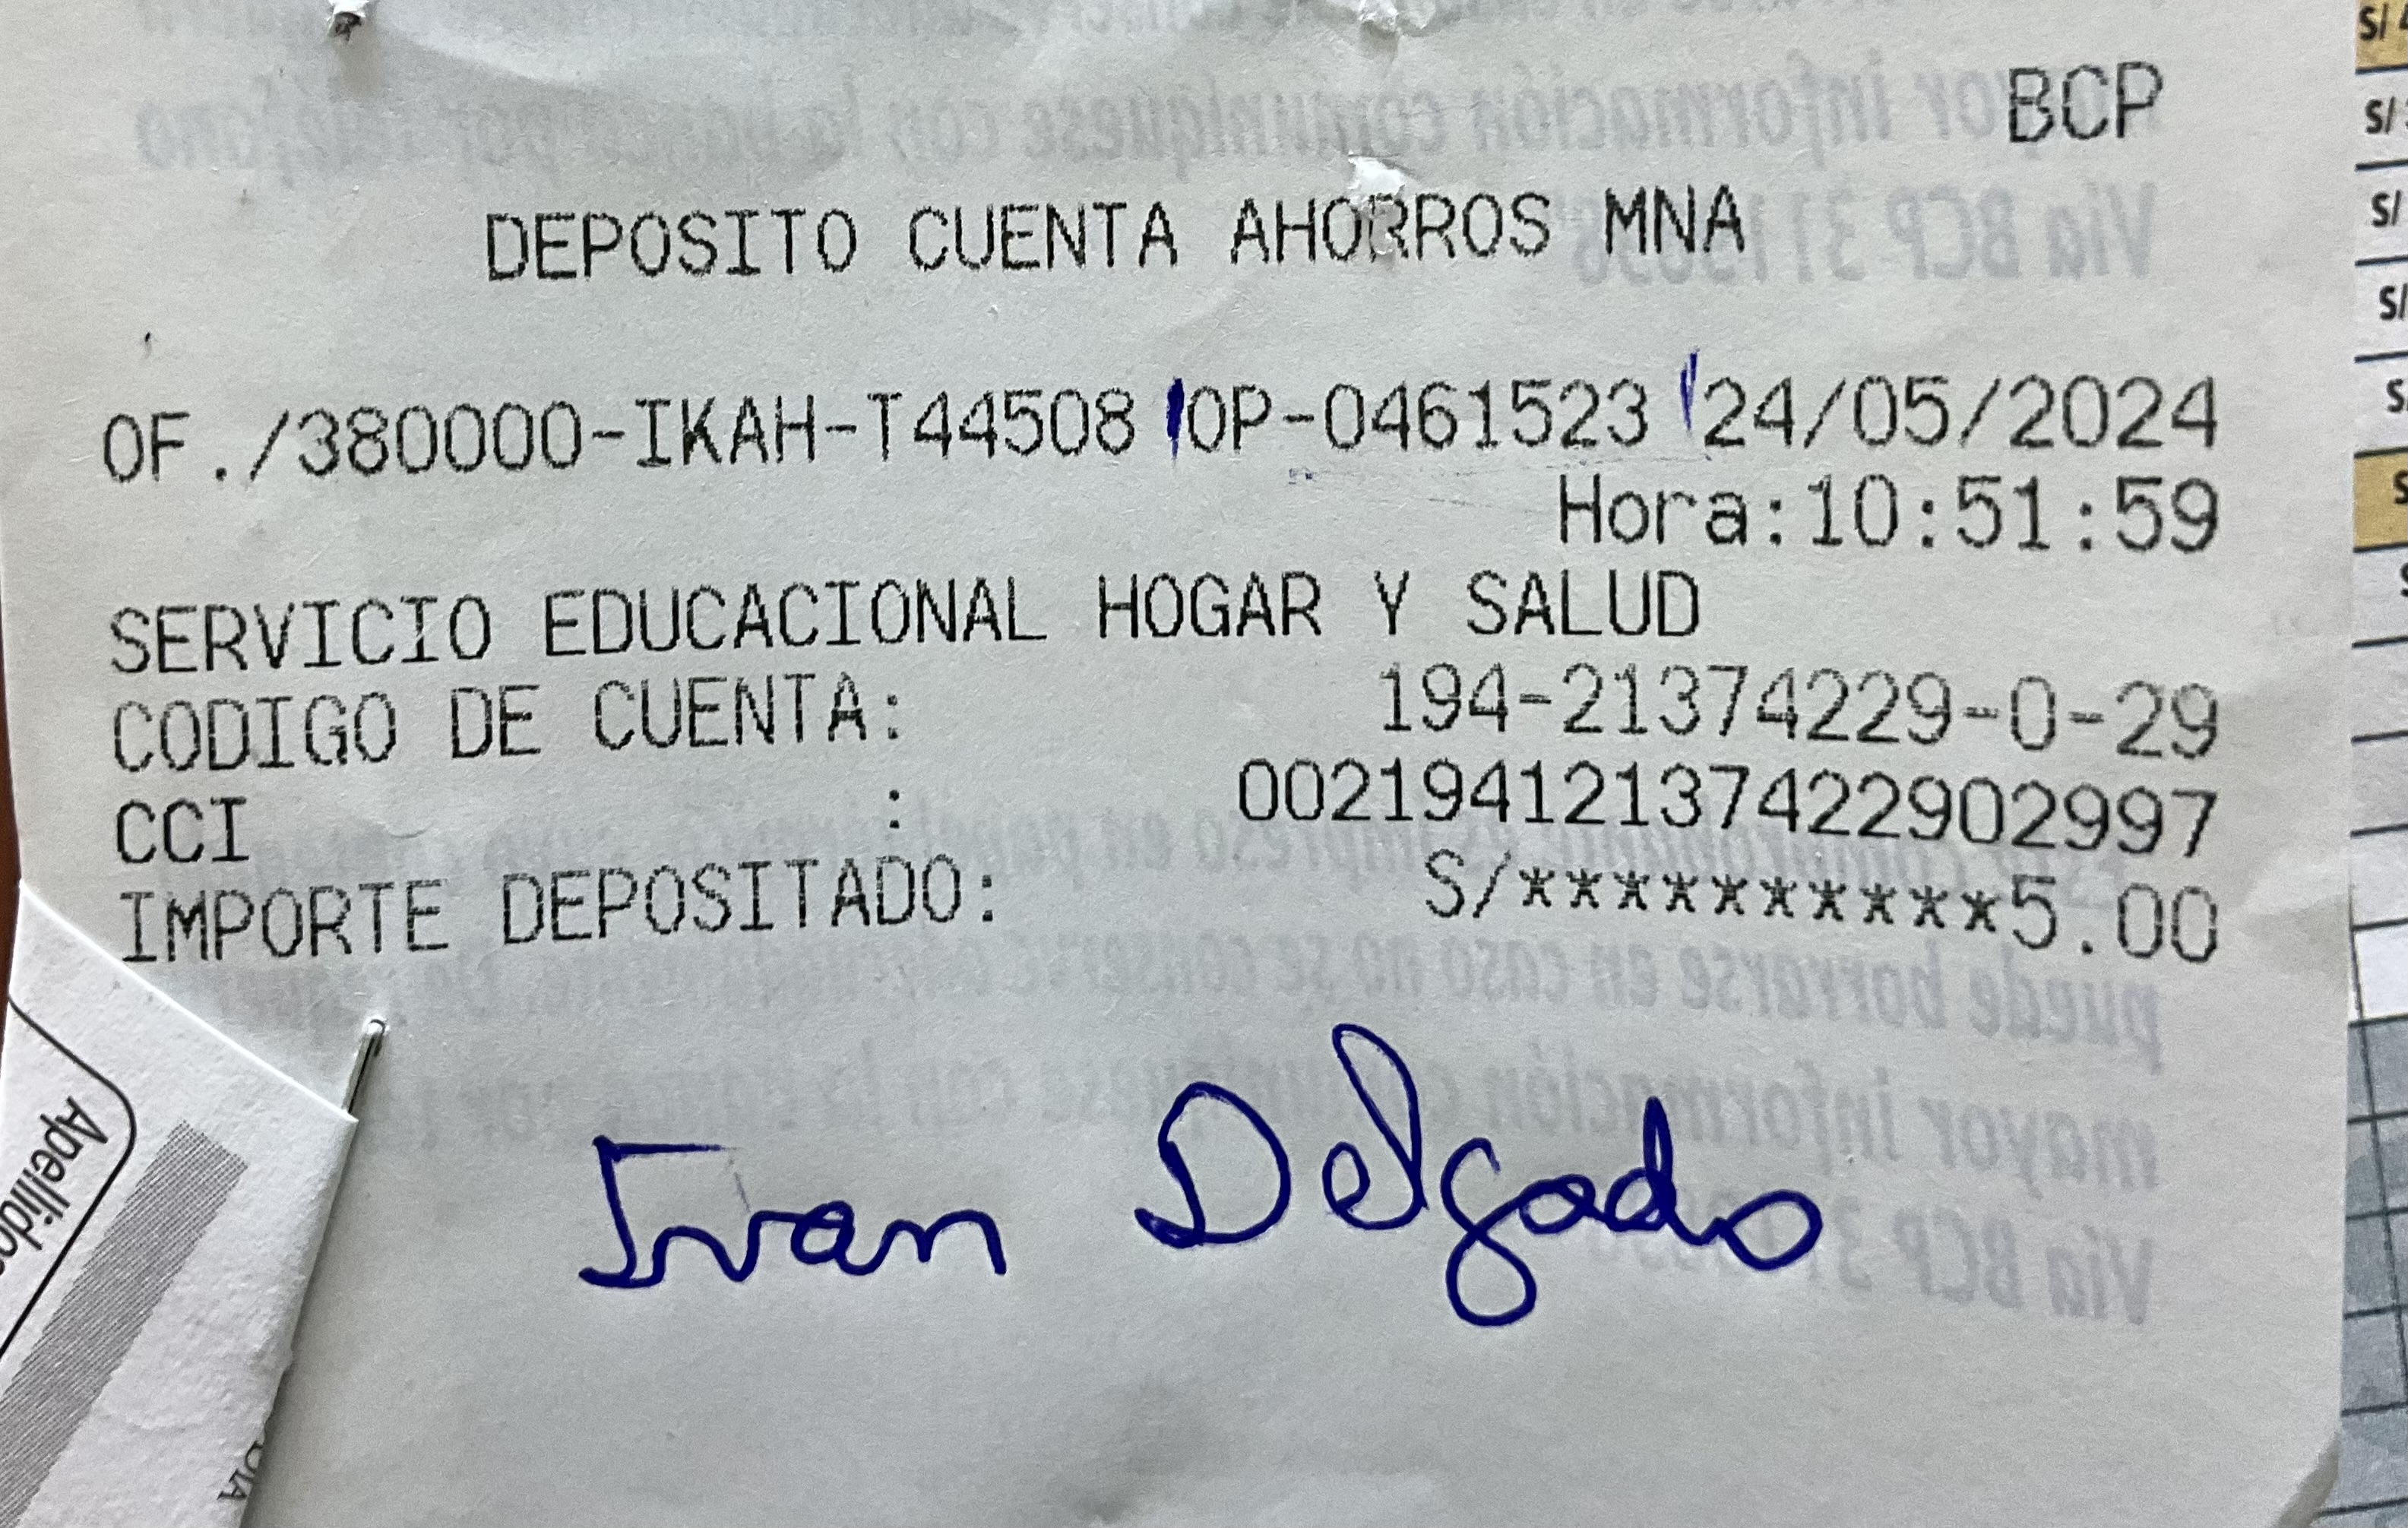 BCP
DEPOSITO CUENTA AHORROS MNA
OF./380000-IKAH-T44508 OP-0461523 24/05/2024
Hora:10:51:59
SERVICIO EDUCACIONAL HOGAR Y SALUD
CODIGO DE CUENTA: 194-21374229-0-29
CCI : 00219412137422902997
IMPORTE DEPOSITADO: S/**********5.00
Ivan Delgado